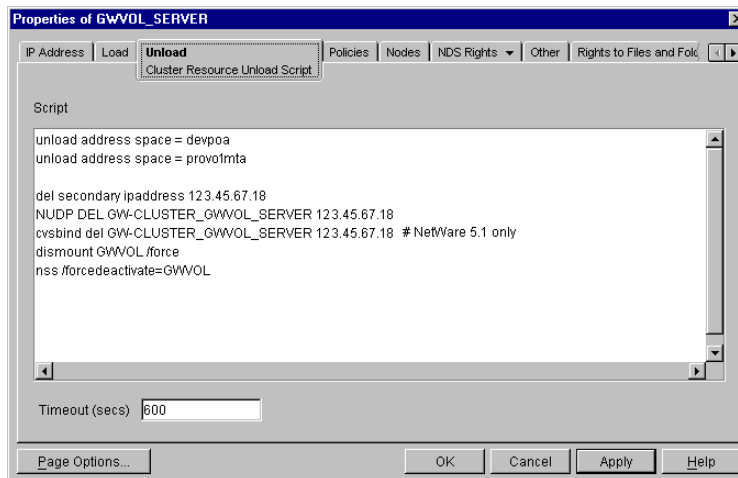 Properties of GWVOL_SERVER
IP Address Load Unload Policies Nodes NDS Rights Other Rights to Files and Fold
Cluster Resource Unload Script
Script
unload address space = devpoa
unload address space = provo1mta
del secondary ipaddress 123.45.67.18
NUDP DEL GW-CLUSTER_GWVOL_SERVER 123.45.67.18
cvsbind del GW-CLUSTER_GWVOL_SERVER 123.45.67.18 # NetWare 5.1 only
dismount GWVOL /force
nss /forcedeactivate=GWVOL
Timeout (secs) 600
Page Options... OK Cancel Apply Help